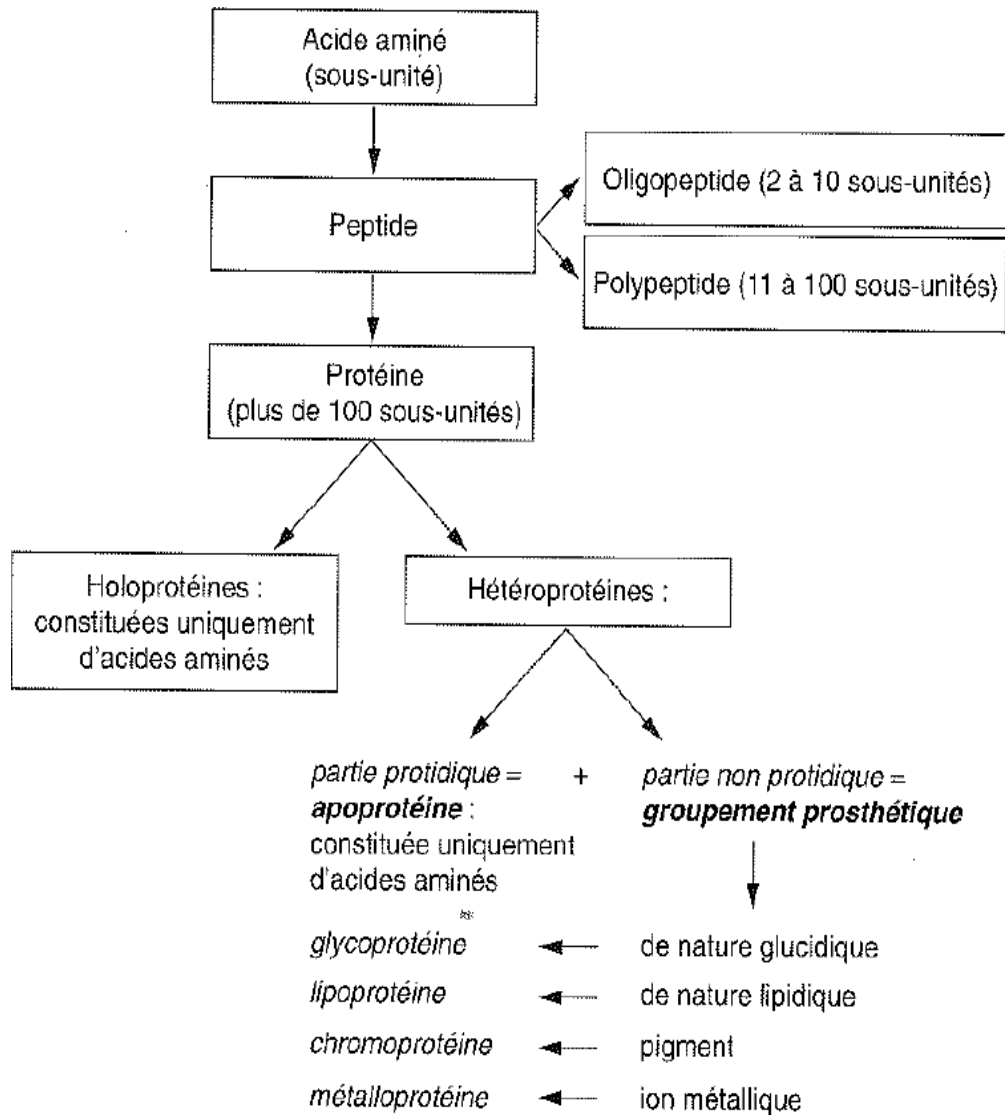 Acide aminé
(sous-unité)
Peptide
Oligopeptide (2 à 10 sous-unités)
Polypeptide (11 à 100 sous-unités)
Protéine
(plus de 100 sous-unités)
Holoprotéines :
constituées uniquement
d'acides aminés
Hétéroprotéines :
partie protidique = + partie non protidique =
apoprotéine : groupement prosthétique
constituée uniquement
d'acides aminés
glycoprotéine de nature glucidique
lipoprotéine de nature lipidique
chromoprotéine pigment
métalloprotéine ion métallique